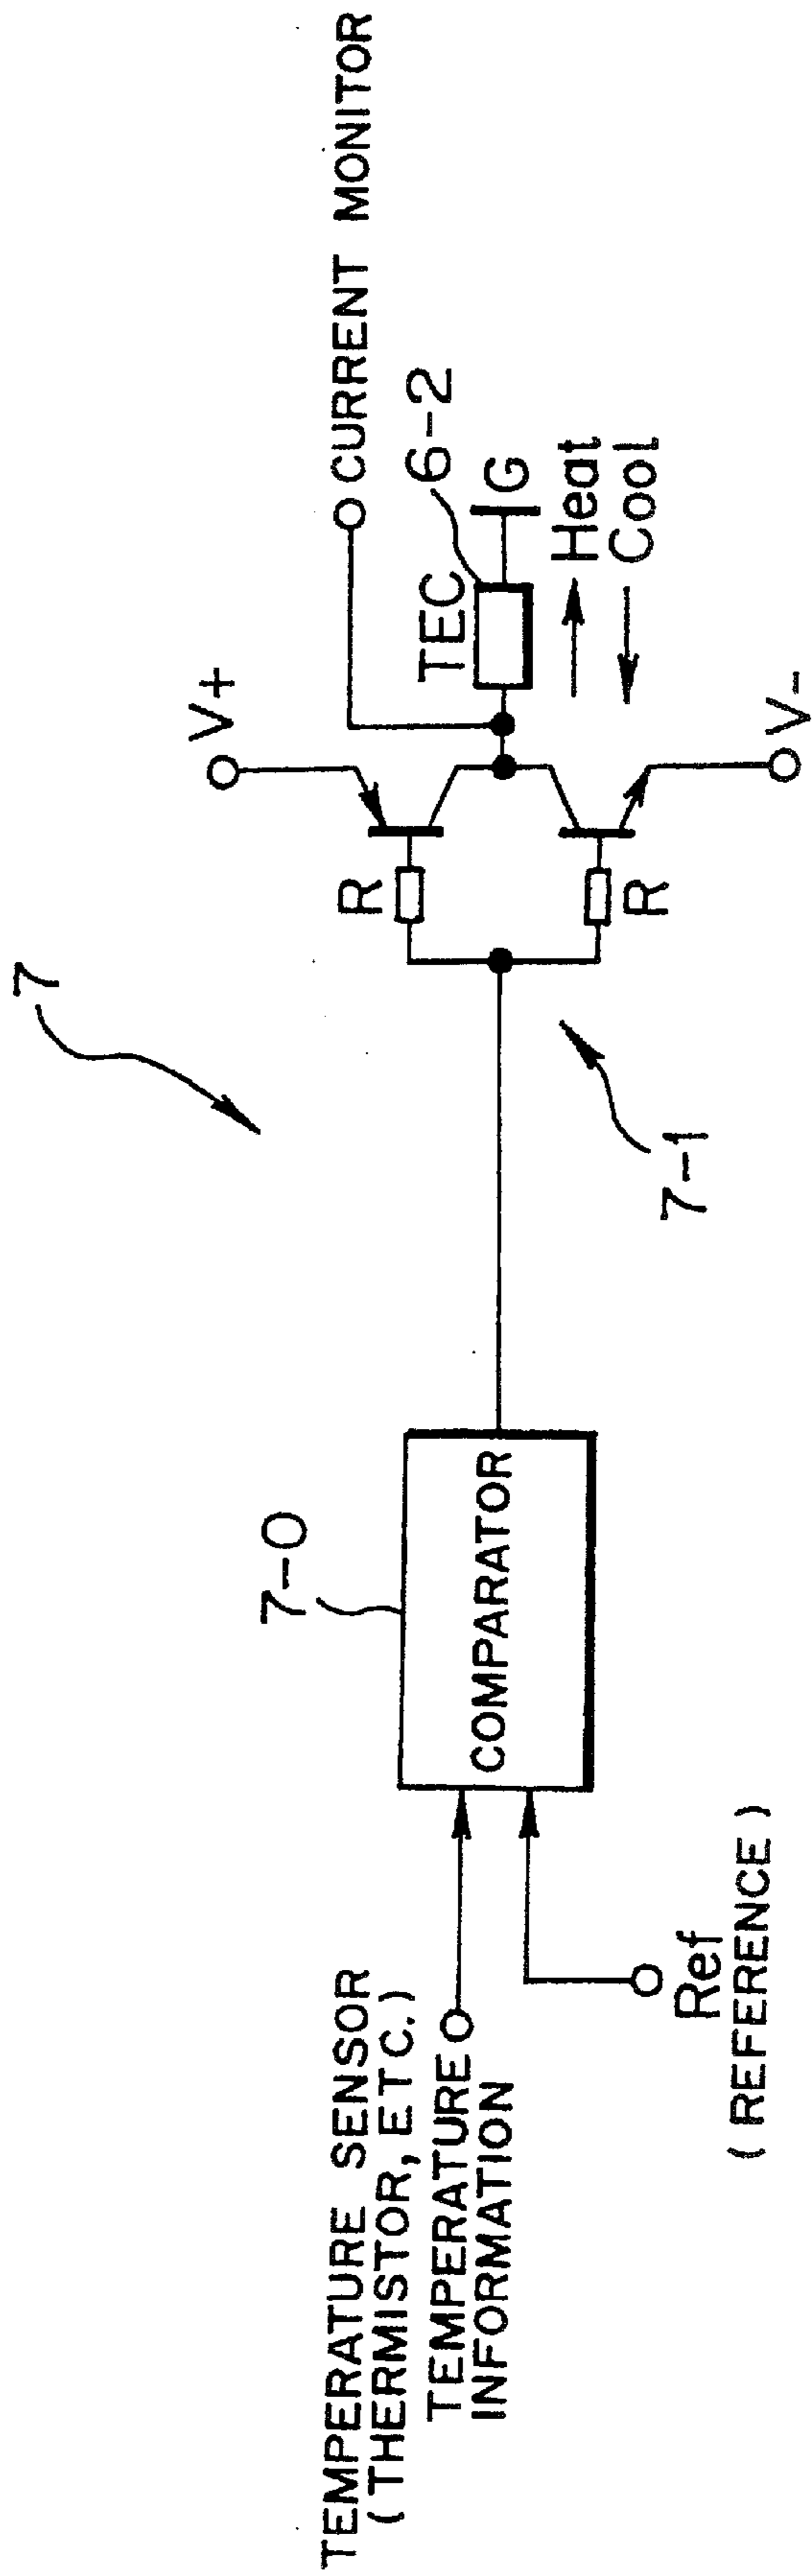 7
V+
CURRENT MONITOR
TEMPERATURE SENSOR
(THERMISTOR, ETC.)
TEMPERATURE
INFORMATION
7-0
COMPARATOR
R
R
TEC
6-2
G
Heat
Cool
7-1
V-
Ref
(REFERENCE)